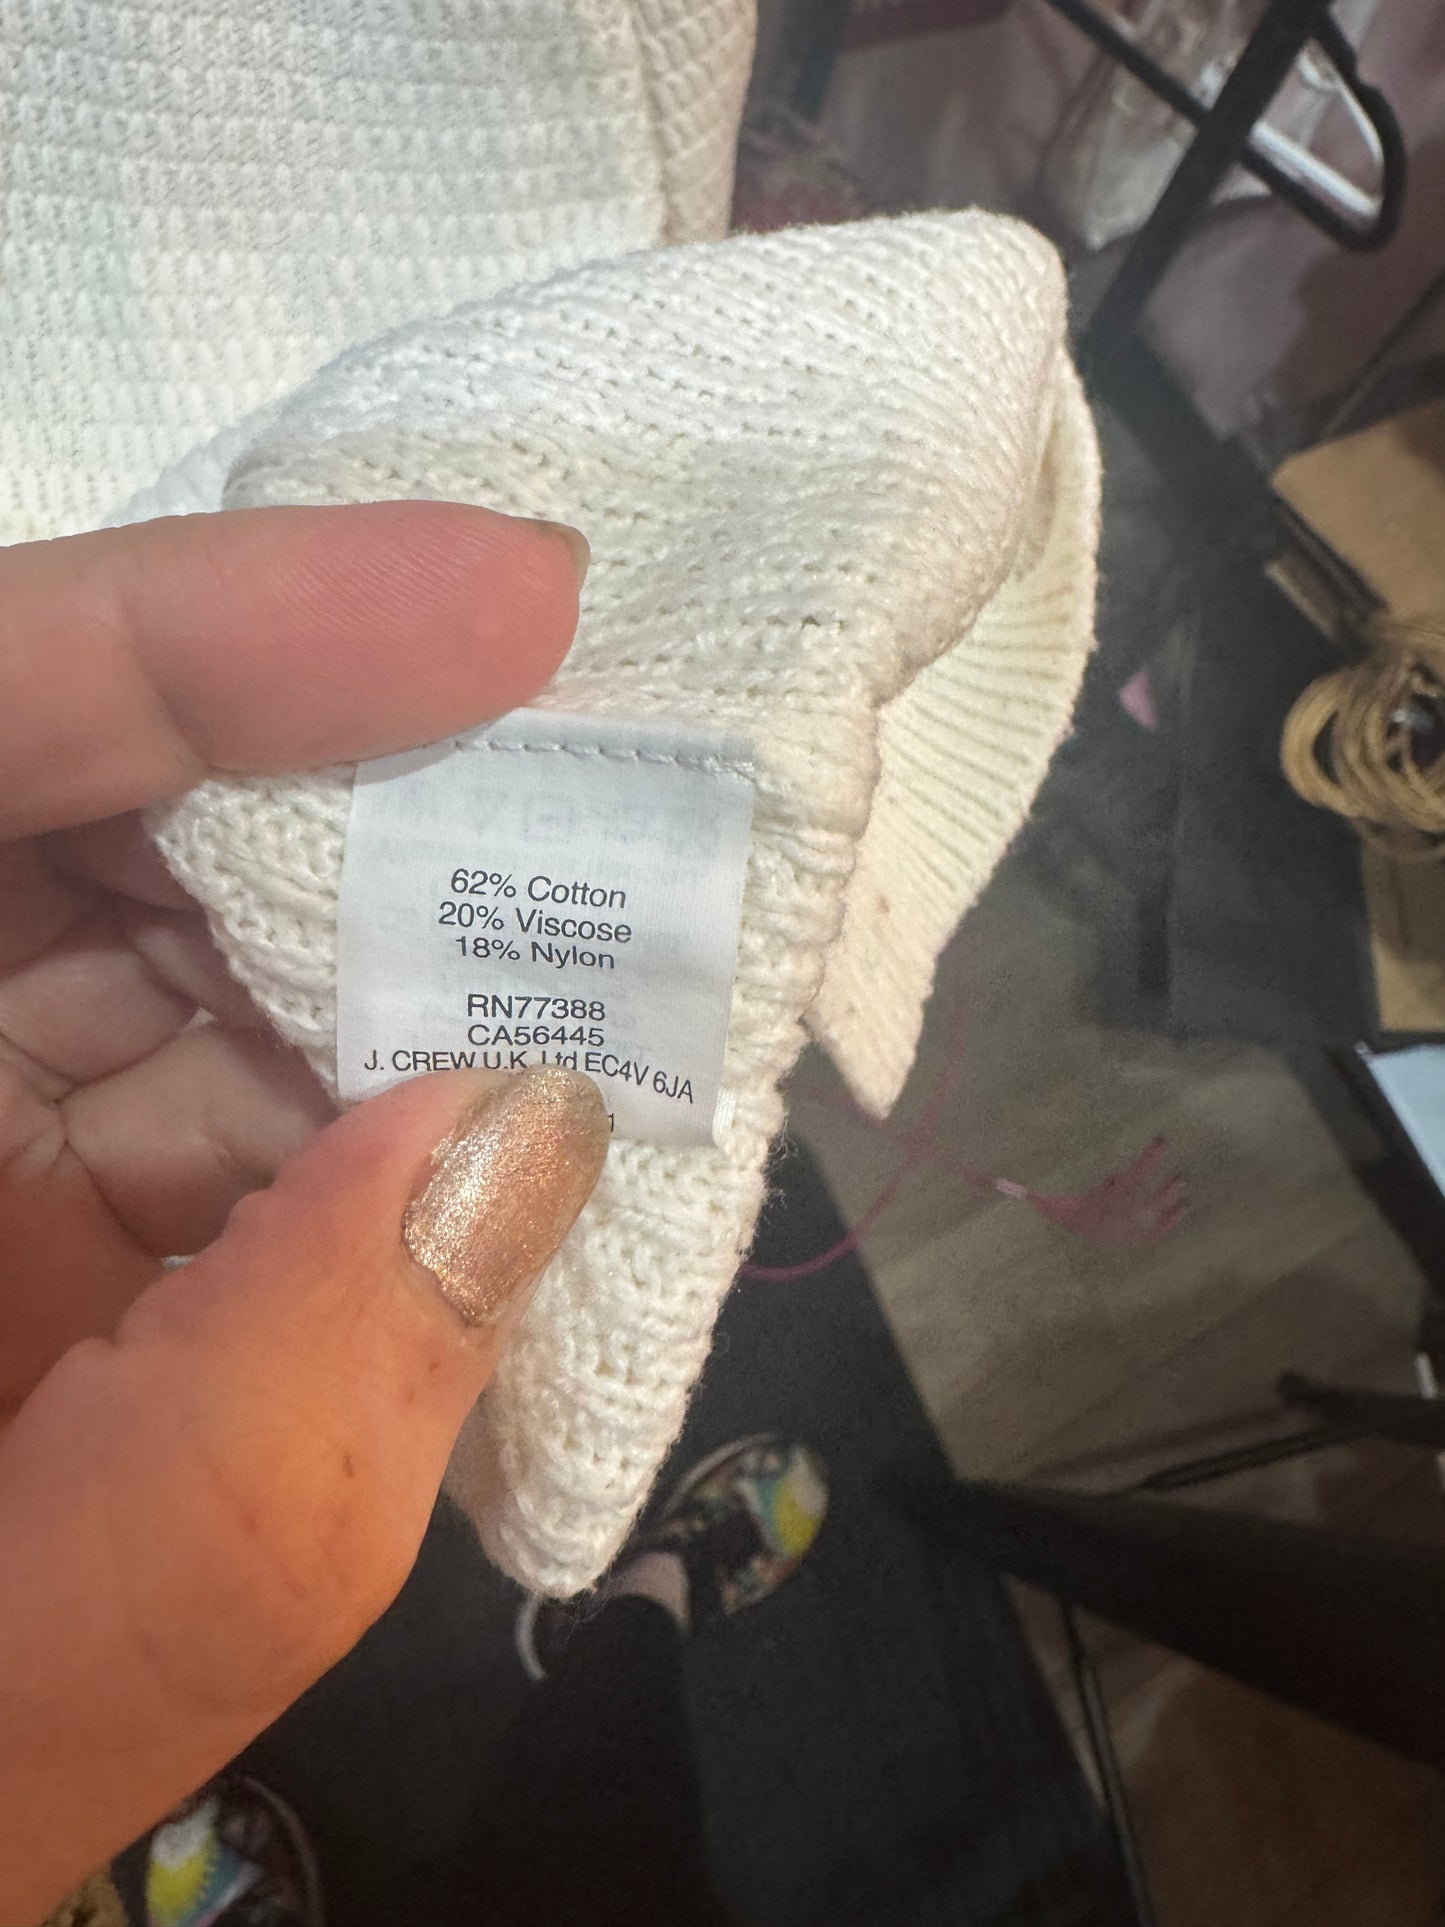 62% Cotton
20% Viscose
18% Nylon
RN77388
CA56445
J. CREW U.K. Ltd EC4V 6JA